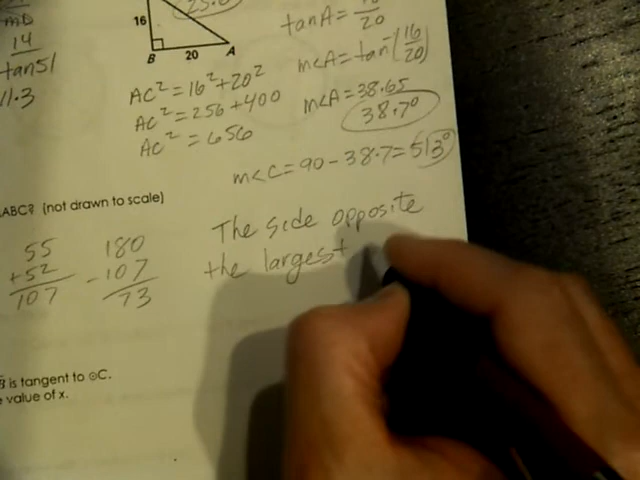 14
tan51
11.3
16
B
20
A
AC² = 16² + 20²
AC² = 256 + 400
AC² = 656
tanA = 16/20
m∠A = tan⁻¹(16/20)
m∠A = 38.65
38.7°
m∠C = 90 - 38.7 = 51.3°
ABC? (not drawn to scale)
55
+52
107
180
-107
73
The side opposite
the largest
is tangent to ⊙C.
value of x.